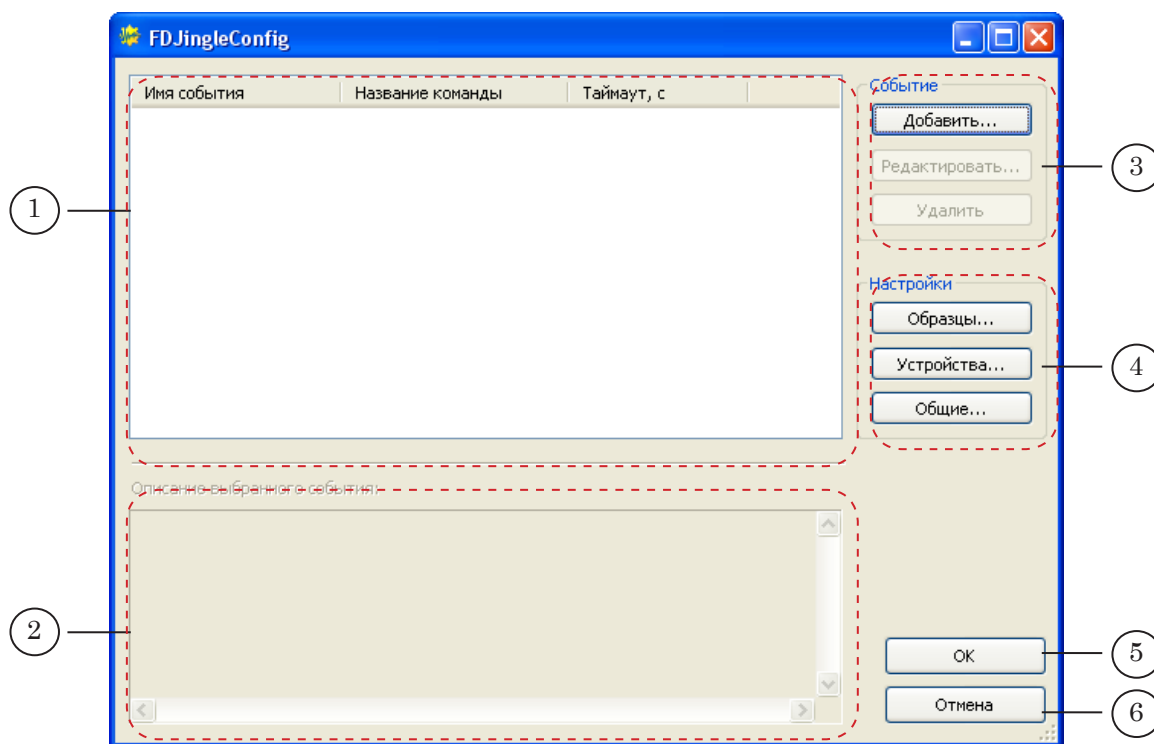 FDJingleConfig
Имя события Название команды Таймаут, с
Событие
Добавить...
Редактировать...
Удалить
Настройки
Образцы...
Устройства...
Общие...
Описание выбранного события:
OK
Отмена
1
2
3
4
5
6